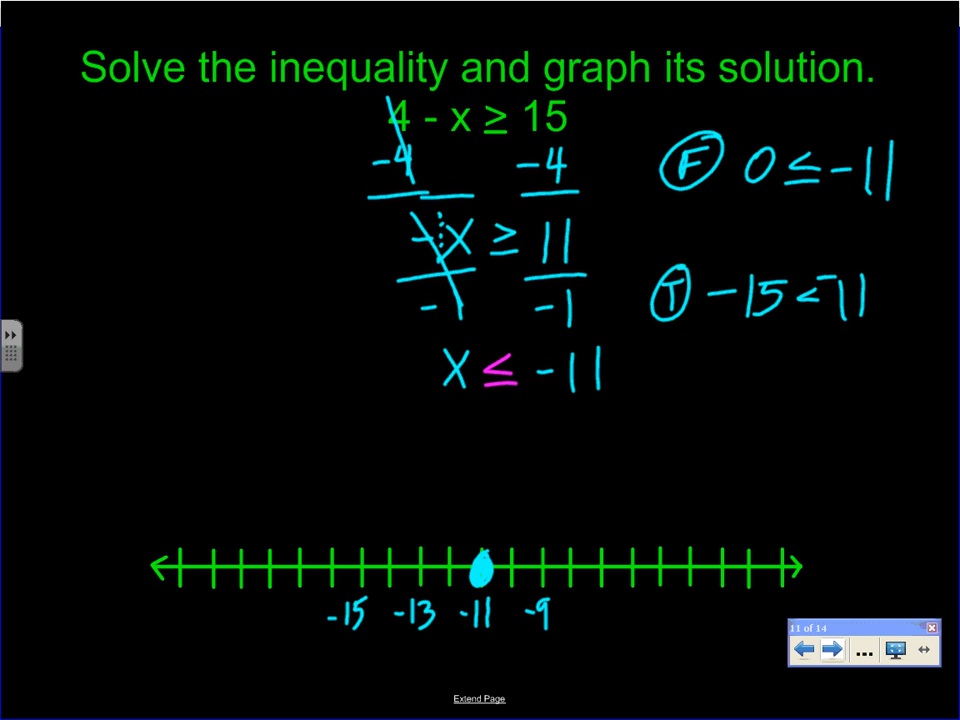 Solve the inequality and graph its solution.
4 - x ≥ 15
-4 -4
-x ≥ 11
-1 -1
x ≤ -11
F 0 ≤ -11
T -15 < -11
-15 -13 -11 -9
11 of 14
...
Extend Page